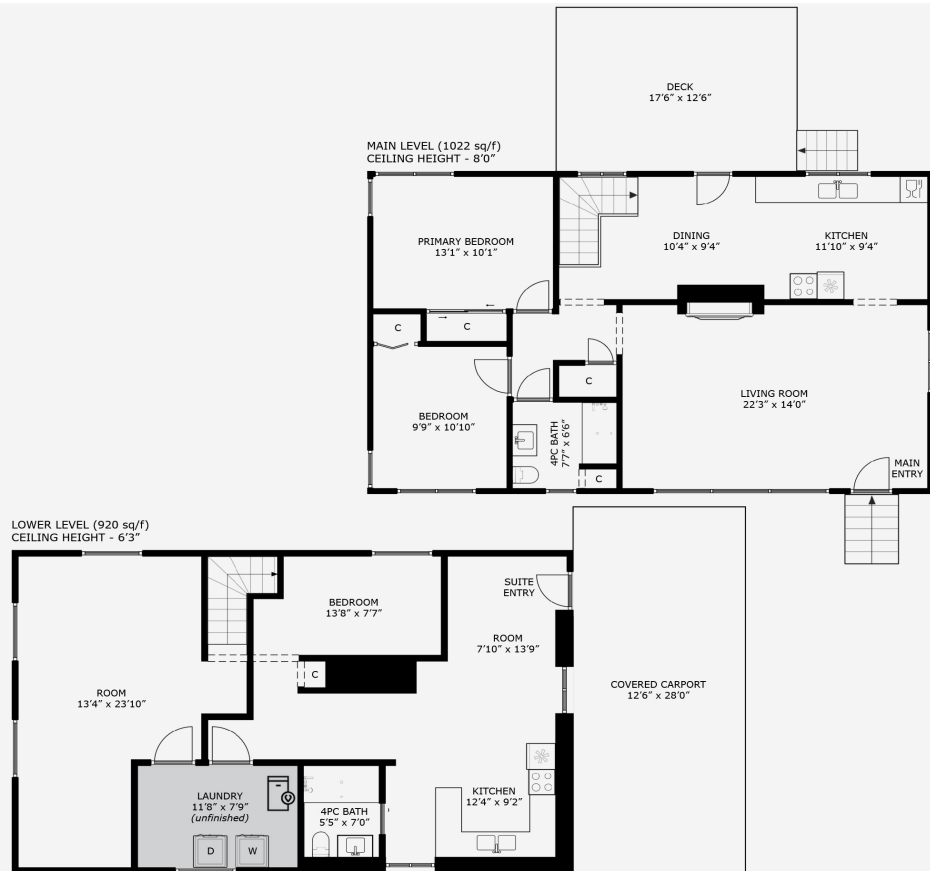 DECK
17’6” x 12’6”
MAIN LEVEL (1022 sq/f)
CEILING HEIGHT - 8’0”
PRIMARY BEDROOM
13’1” x 10’1”
DINING
10’4” x 9’4”
KITCHEN
11’10” x 9’4”
C
C
C
BEDROOM
9’9” x 10’10”
4PC BATH
7’7” x 6’6”
C
LIVING ROOM
22’3” x 14’0”
MAIN
ENTRY
LOWER LEVEL (920 sq/f)
CEILING HEIGHT - 6’3”
BEDROOM
13’8” x 7’7”
SUITE
ENTRY
ROOM
7’10” x 13’9”
C
ROOM
13’4” x 23’10”
COVERED CARPORT
12’6” x 28’0”
LAUNDRY
11’8” x 7’9”
(unfinished)
D
W
4PC BATH
5’5” x 7’0”
KITCHEN
12’4” x 9’2”